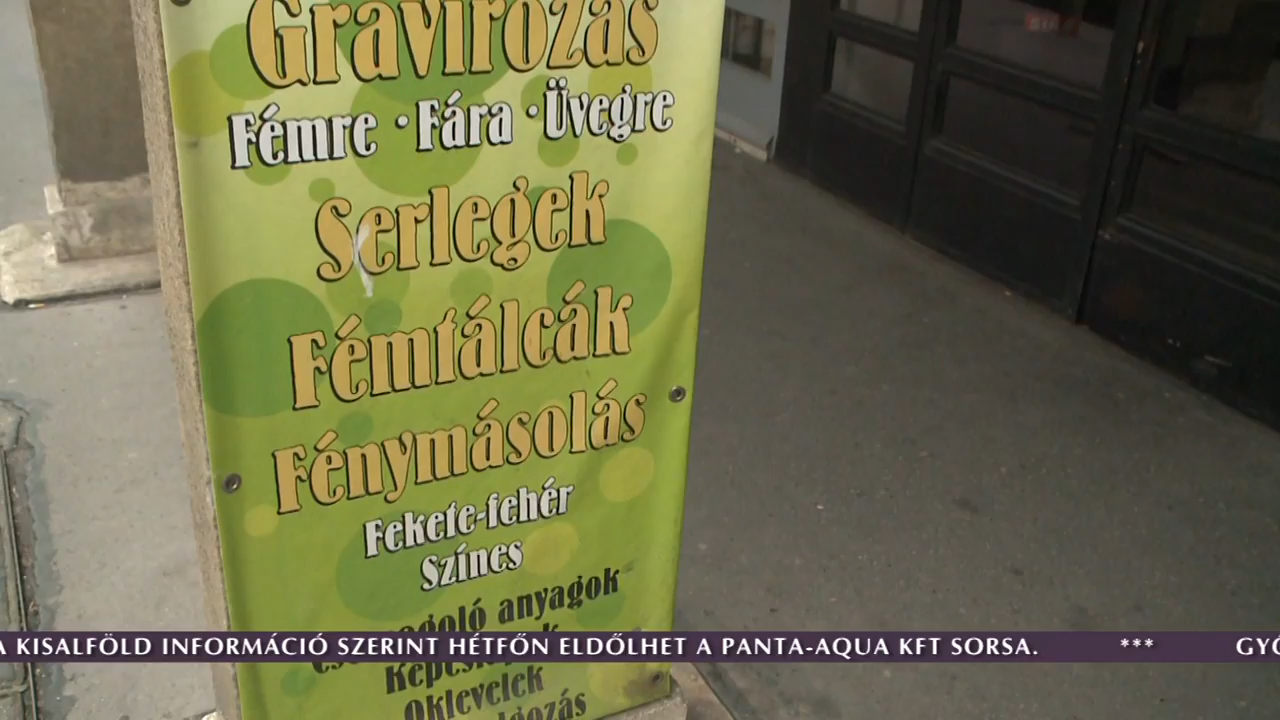 Gravírozás
Fémre · Fára · Üvegre
Serlegek
Fémtálcák
Fénymásolás
Fekete-fehér
Színes
anyagok
Oklevelek
A KISALFÖLD INFORMÁCIÓ SZERINT HÉTFŐN ELDŐLHET A PANTA-AQUA KFT SORSA. ***